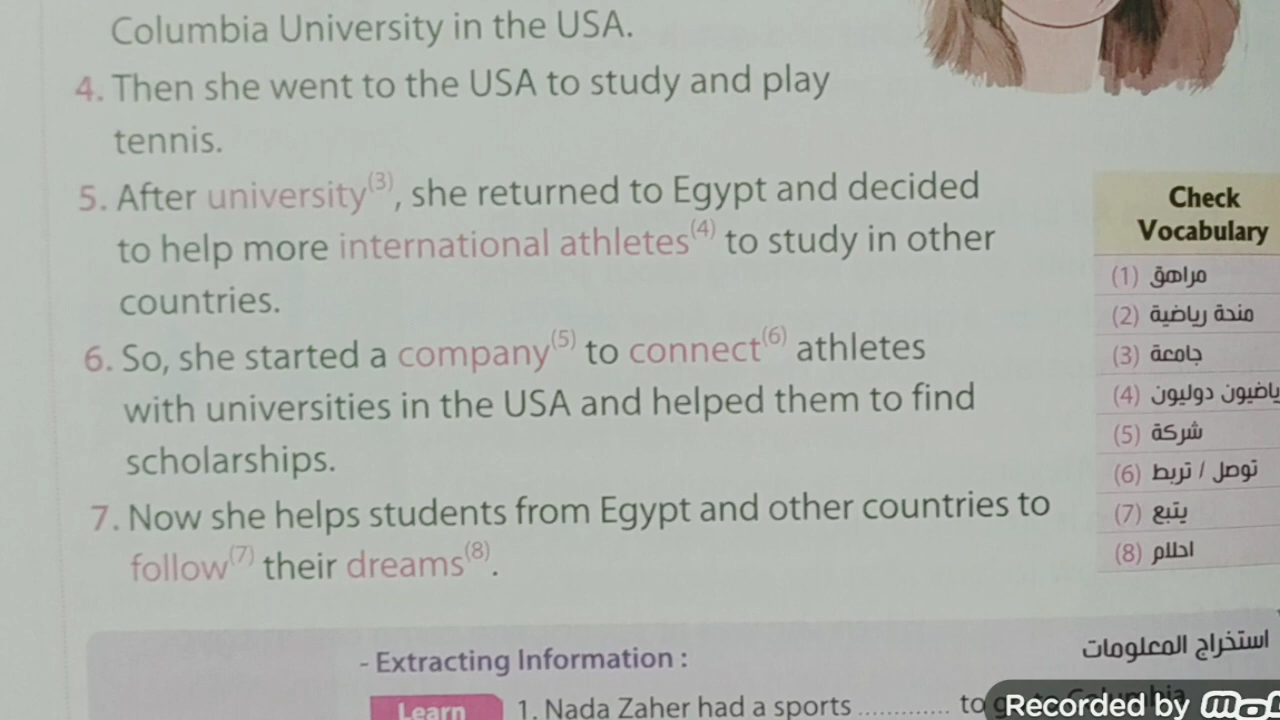 Columbia University in the USA.
4. Then she went to the USA to study and play
tennis.
5. After university(3), she returned to Egypt and decided
to help more international athletes(4) to study in other
countries.
6. So, she started a company(5) to connect(6) athletes
with universities in the USA and helped them to find
scholarships.
7. Now she helps students from Egypt and other countries to
follow(7) their dreams(8).
Check
Vocabulary
(1) مراهق
(2) منحة رياضية
(3) جامعة
(4) دوليون
(5) شركة
(6) توصل / تربط
(7) يتبع
(8) احلام
- Extracting Information :
استخراج المعلومات
Learn
1. Nada Zaher had a sports ............. to
Recorded by